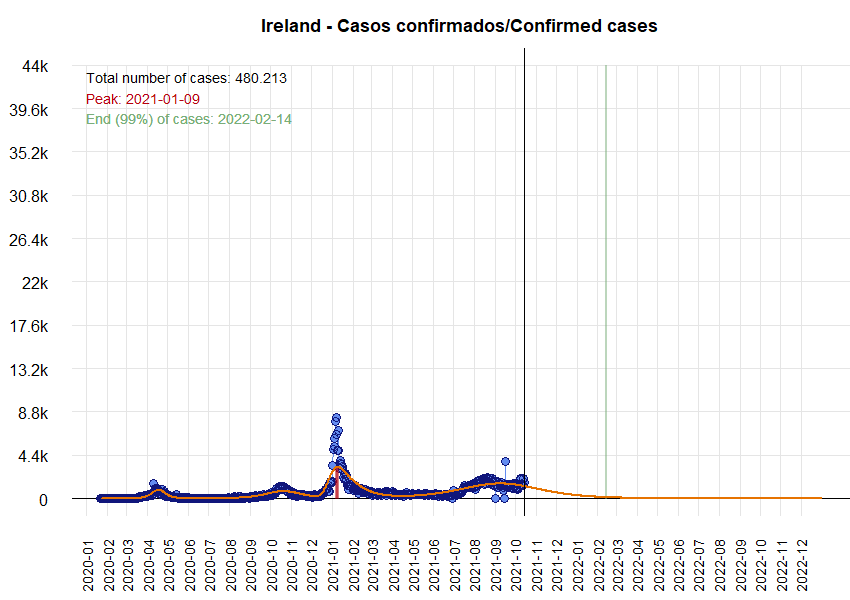 Ireland - Casos confirmados/Confirmed cases
44k
Total number of cases: 480.213
Peak: 2021-01-09
39.6k
End (99%) of cases: 2022-02-14
35.2k
30.8k
26.4k
22k
17.6k
13.2k
8.8k
4.4k
0
2020-01
2020-02
2020-03
2020-04
2020-05
2020-06
2020-07
2020-08
2020-09
2020-10
2020-11
2020-12
2021-01
2021-02
2021-03
2021-04
2021-05
2021-06
2021-07
2021-08
2021-09
2021-10
2021-11
2021-12
2022-01
2022-02
2022-03
2022-04
2022-05
2022-06
2022-07
2022-08
2022-09
2022-10
2022-11
2022-12